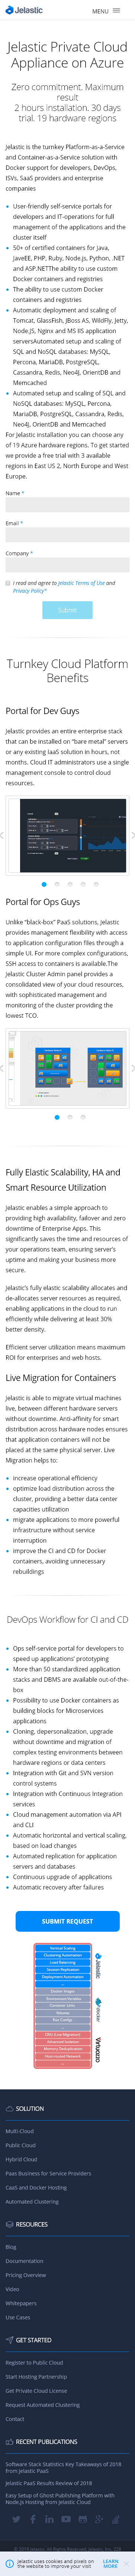 Jelastic MENU
Jelastic Private Cloud
Appliance on Azure
Zero commitment. Maximum
result
2 hours installation. 30 days
trial. 19 hardware regions
Jelastic is the turnkey Platform-as-a-Service
and Container-as-a-Service solution with
Docker support for developers, DevOps,
ISVs, SaaS providers and enterprise
companies
User-friendly self-service portals for
developers and IT-operations for full
management of the applications and the
cluster itself
50+ of certified containers for Java,
JaveEE, PHP, Ruby, Node.js, Python, .NET
and ASP.NETThe ability to use custom
Docker containers and registries
The ability to use custom Docker
containers and registries
Automatic deployment and scaling of
Tomcat, GlassFish, JBoss AS, WildFly, Jetty,
Node.JS, Nginx and MS IIS application
serversAutomated setup and scaling of
SQL and NoSQL databases: MySQL,
Percona, MariaDB, PostgreSQL,
Cassandra, Redis, Neo4J, OrientDB and
Memcached
Automated setup and scaling of SQL and
NoSQL databases: MySQL, Percona,
MariaDB, PostgreSQL, Cassandra, Redis,
Neo4J, OrientDB and Memcached
For Jelastic installation you can choose any
of 19 Azure hardware regions. To get started
we provide a free trial with 3 available
regions in East US 2, North Europe and West
Europe.
Name *
Email *
Company *
I read and agree to Jelastic Terms of Use and
Privacy Policy*
Submit
Turnkey Cloud Platform
Benefits
Portal for Dev Guys
Jelastic provides an entire private stack
that can be installed on “bare metal” servers
or any existing IaaS solution in hours, not
months. Cloud IT administrators use a single
management console to control cloud
resources.
Portal for Ops Guys
Unlike “black-box” PaaS solutions, Jelastic
provides management flexibility with access
to application configuration files within
simple UI. For more complex configurations,
SSH access to containers is available.The
Jelastic Cluster Admin panel provides a
consolidated view of your cloud resources,
with sophisticated management and
monitoring of the cluster providing the
lowest TCO.
Fully Elastic Scalability, HA and
Smart Resource Utilization
Jelastic enables a simple approach to
providing high availability, failover and
clustering of Enterprise Apps. This
significantly cuts down on the usual stresses of
your operations team, ensuring server's
uptime and making your business data
secure.
Jelastic's fully elastic scalability allocates and
de-allocates server resources as required,
enabling applications in the cloud to run
efficiently while delivering at least 30%
better density.
Efficient server utilization means maximum
ROI for enterprises and web hosts.
Live Migration for Containers
Jelastic is able to migrate virtual machines
live, between different containers & servers,
without downtime. Anti-affinity for smart
distribution across hardware nodes ensures
that application containers will not be
located at the same physical server. Live
Migration helps to:
increase operational efficiency
optimize load distribution across the
cluster, providing a better data center
capacities utilization
migrate applications to more powerful
infrastructure without service
interruption
improve the CI and CD for Docker
containers, avoiding unnecessary
rebuildings
DevOps Workflow for CI and CD
Ops self-service portal for developers to
speed up applications' prototyping
More than 50 standardized application
stacks and DBMS are available out-of-the-
box
Possibility to use Docker containers as
building blocks for Microservices
applications
Cloning, depersonalization, upgrade
without downtime and migration of
complex testing environments between
hardware regions or data centers
Integration with Git and SVN version
control systems
Integration with Continuous Integration
services
Cloud management automation via API
and CLI
Automatic horizontal and vertical scaling,
based on load changes
Automated replication for application
servers and databases
Continuous upgrade of applications
Automatic recovery after failures
SUBMIT REQUEST
Vertical Scaling
Clustering Automation
Load Balancing
Session Replication
Deployment Automation
...
Docker Images
Environment Variables
Container Links
Volumes
Run Configs
...
CRIU (Live Migration)
Advanced Isolation
Memory Deduplication
Host-routed Network
...
Jelastic
docker
Virtuozzo
SOLUTION
Multi-Cloud
Public Cloud
Hybrid Cloud
Paas Business for Service Providers
CaaS and Docker Hosting
Automated Clustering
RESOURCES
Blog
Documentation
Pricing Overview
Video
Whitepapers
Use Cases
GET STARTED
Register to Public Cloud
Start Hosting Partnership
Get Private Cloud License
Request Automated Clustering
Contact
RECENT PUBLICATIONS
Software Stack Statistics Key Takeaways of 2018
from Jelastic PaaS
Jelastic PaaS Results Review of 2018
Easy Setup of Ghost Publishing Platform with
Node.js Hosting from Jelastic Cloud
Jelastic uses cookies and pixels on
the website to improve your visit
LEARN
MORE